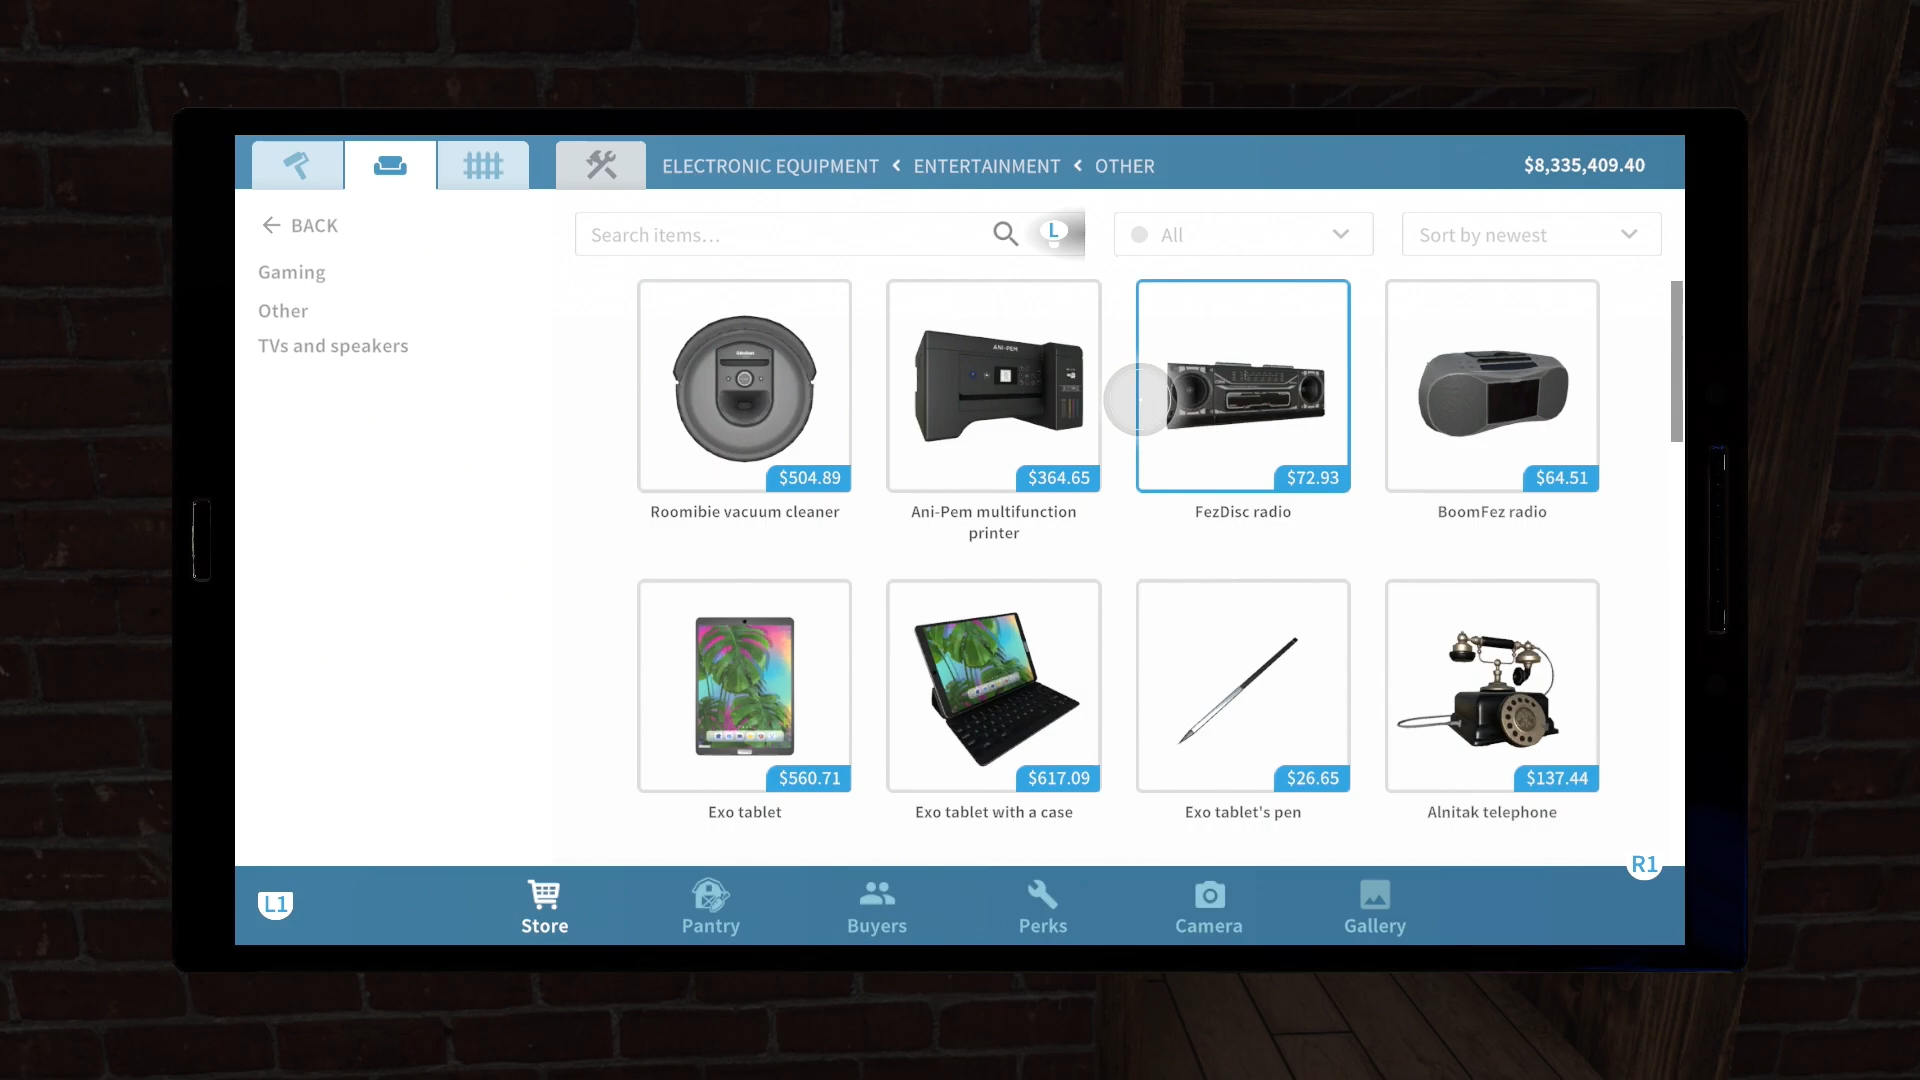 ELECTRONIC EQUIPMENT < ENTERTAINMENT < OTHER
$8,335,409.40
BACK
Gaming
Other
TVs and speakers
Search items...
L
All
Sort by newest
ANI-PEM
$504.89
$364.65
$72.93
$64.51
Roomibie vacuum cleaner
Ani-Pem multifunction
printer
FezDisc radio
BoomFez radio
$560.71
$617.09
$26.65
$137.44
Exo tablet
Exo tablet with a case
Exo tablet's pen
Alnitak telephone
R1
L1
Store
Pantry
Buyers
Perks
Camera
Gallery